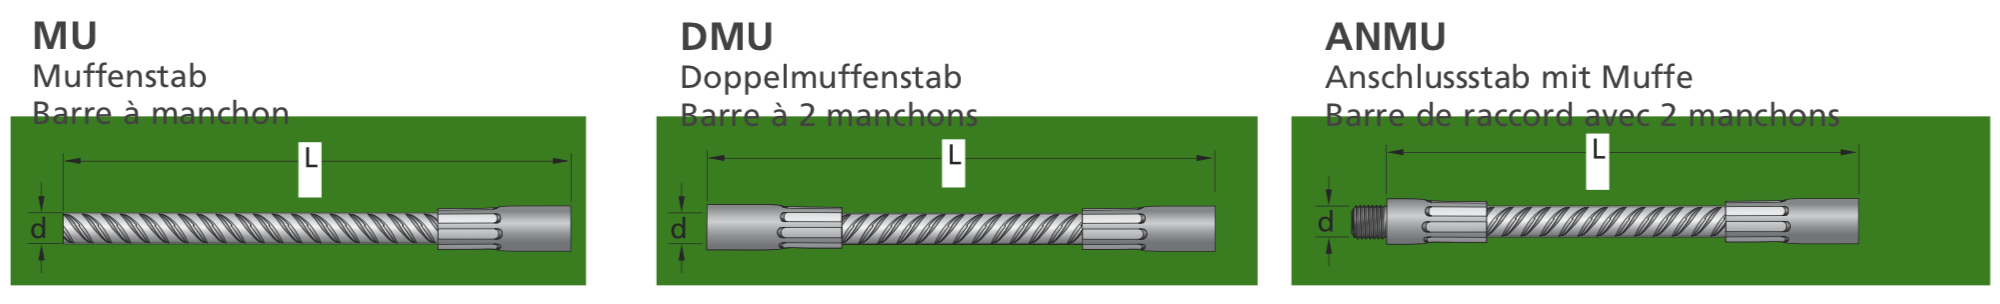 MU
Muffenstab
Barre à manchon
L
d
DMU
Doppelmuffenstab
Barre à 2 manchons
L
d
ANMU
Anschlussstab mit Muffe
Barre de raccord avec 2 manchons
L
d